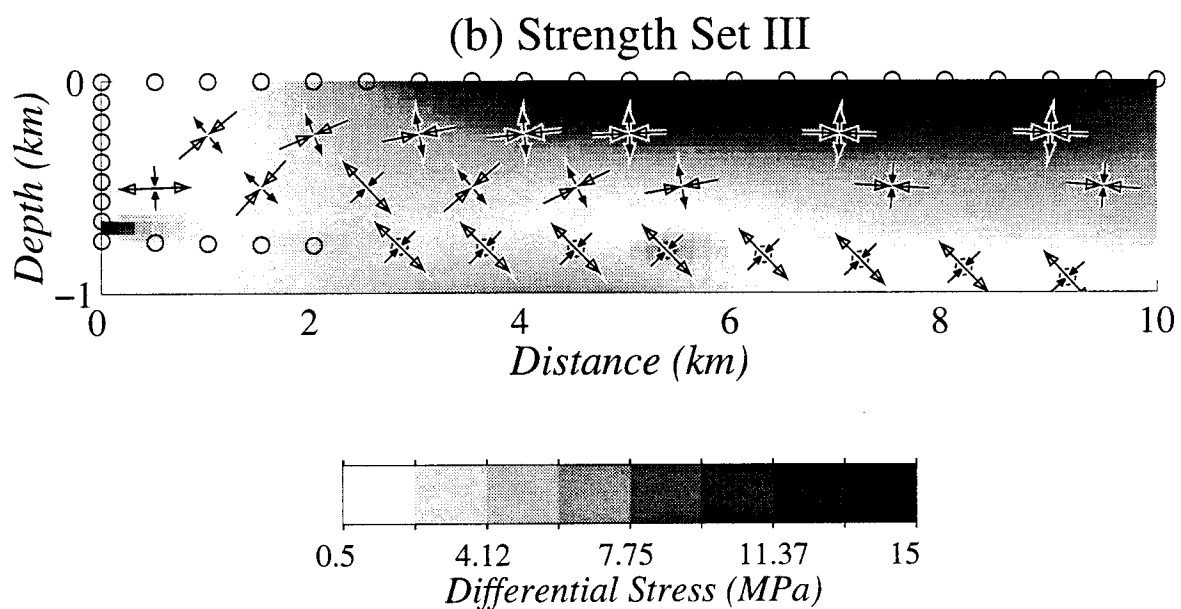 (b) Strength Set III
0
Depth (km)
−1
0 2 4 6 8 10
Distance (km)
0.5 4.12 7.75 11.37 15
Differential Stress (MPa)